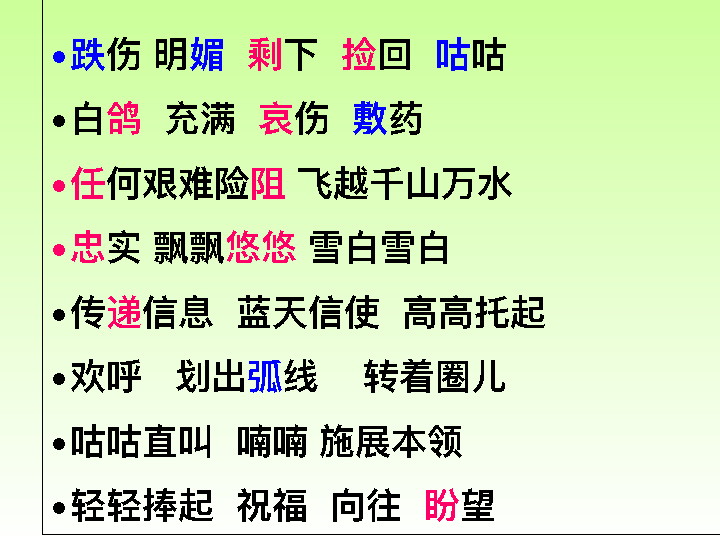 •跌伤 明媚 剩下 捡回 咕咕
•白鸽 充满 哀伤 敷药
•任何艰难险阻 飞越千山万水
•忠实 飘飘悠悠 雪白雪白
•传递信息 蓝天信使 高高托起
•欢呼 划出弧线 转着圈儿
•咕咕直叫 喃喃 施展本领
•轻轻捧起 祝福 向往 盼望